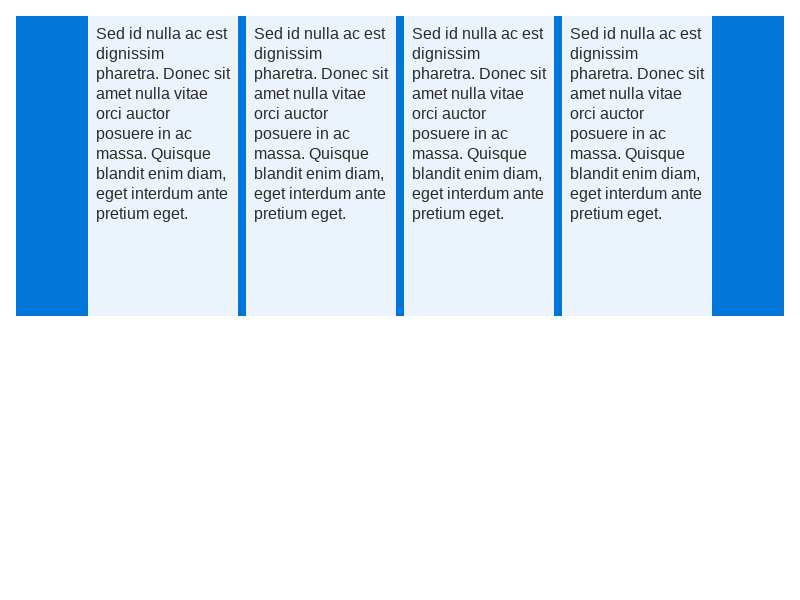 Sed id nulla ac est
dignissim
pharetra. Donec sit
amet nulla vitae
orci auctor
posuere in ac
massa. Quisque
blandit enim diam,
eget interdum ante
pretium eget.
Sed id nulla ac est
dignissim
pharetra. Donec sit
amet nulla vitae
orci auctor
posuere in ac
massa. Quisque
blandit enim diam,
eget interdum ante
pretium eget.
Sed id nulla ac est
dignissim
pharetra. Donec sit
amet nulla vitae
orci auctor
posuere in ac
massa. Quisque
blandit enim diam,
eget interdum ante
pretium eget.
Sed id nulla ac est
dignissim
pharetra. Donec sit
amet nulla vitae
orci auctor
posuere in ac
massa. Quisque
blandit enim diam,
eget interdum ante
pretium eget.